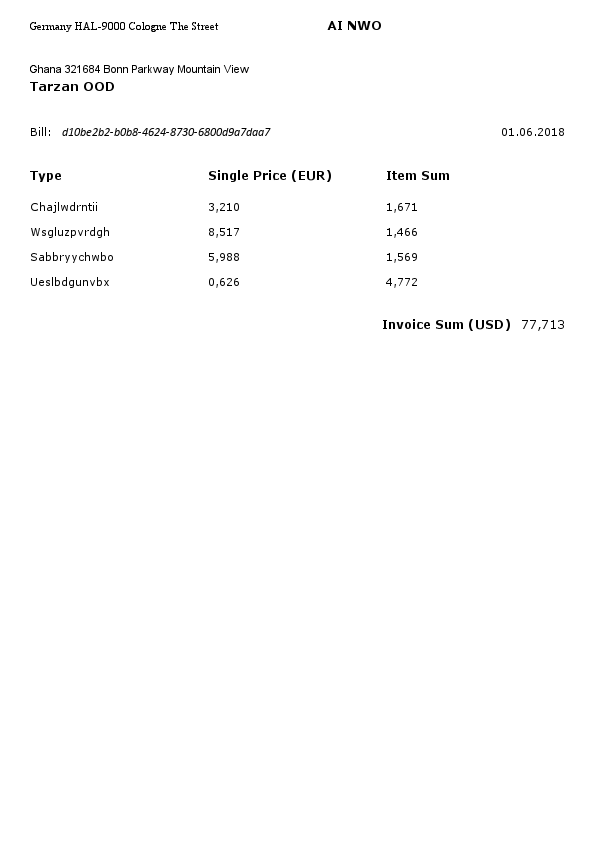 Germany HAL-9000 Cologne The Street AI NWO
Ghana 321684 Bonn Parkway Mountain View
Tarzan OOD
Bill: d10be2b2-b0b8-4624-8730-6800d9a7daa7 01.06.2018
Type Single Price (EUR) Item Sum
Chajlwdrntii 3,210 1,671
Wsgluzpvrdgh 8,517 1,466
Sabbryychwbo 5,988 1,569
Ueslbdgunvbx 0,626 4,772
Invoice Sum (USD) 77,713